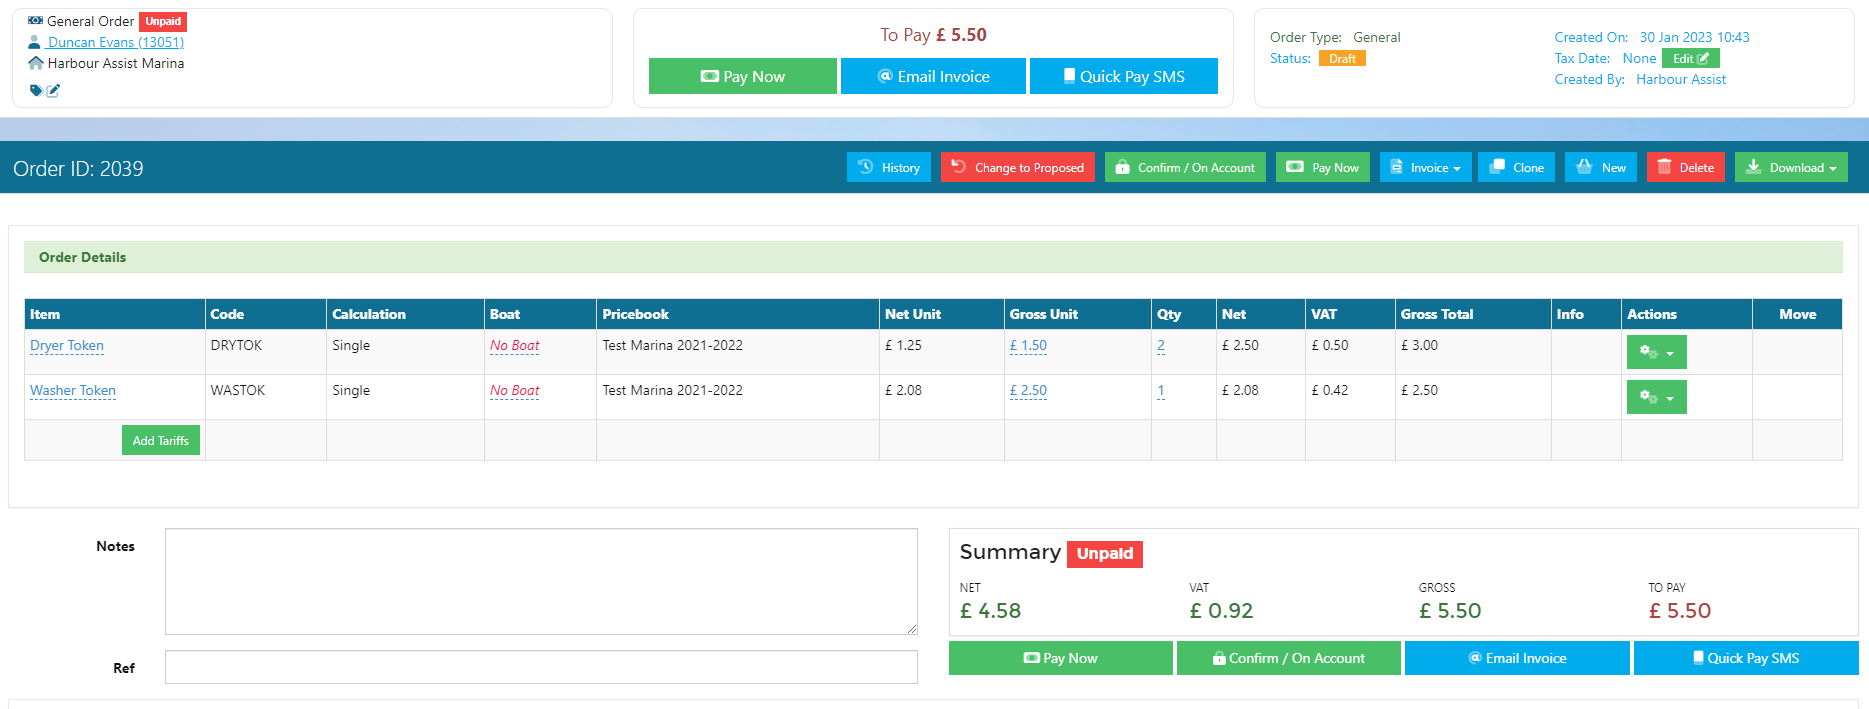 General Order Unpaid
Duncan Evans (13051)
Harbour Assist Marina
To Pay £ 5.50
Pay Now
Email Invoice
Quick Pay SMS
Order Type: General
Status: Draft
Created On: 30 Jan 2023 10:43
Tax Date: None Edit
Created By: Harbour Assist
Order ID: 2039
History
Change to Proposed
Confirm / On Account
Pay Now
Invoice
Clone
New
Delete
Download
Order Details
Item Code Calculation Boat Pricebook Net Unit Gross Unit Qty Net VAT Gross Total Info Actions Move
Dryer Token DRYTOK Single No Boat Test Marina 2021-2022 £ 1.25 £ 1.50 2 £ 2.50 £ 0.50 £ 3.00
Washer Token WASTOK Single No Boat Test Marina 2021-2022 £ 2.08 £ 2.50 1 £ 2.08 £ 0.42 £ 2.50
Add Tariffs
Notes
Ref
Summary Unpaid
NET VAT GROSS TO PAY
£ 4.58 £ 0.92 £ 5.50 £ 5.50
Pay Now
Confirm / On Account
Email Invoice
Quick Pay SMS